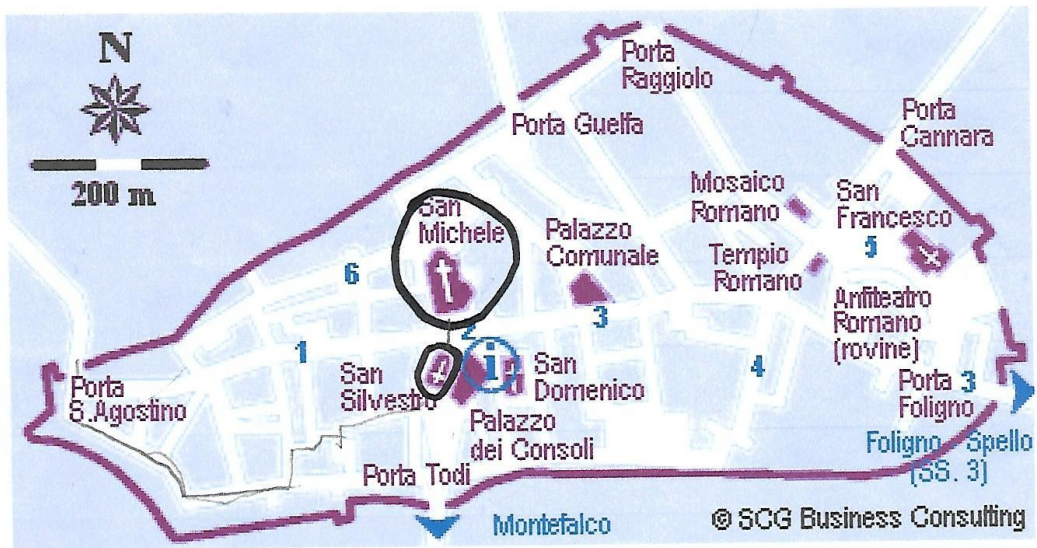 N
200 m
Porta
Raggiolo
Porta Guelfa
Porta
Cannara
San
Michele
Mosaico
Romano
San
Francesco
Palazzo
Comunale
Tempio
Romano
5
6
3
2
Anfiteatro
Romano
(rovine)
1
i
4
San
Silvestro
San
Domenico
Porta
S.Agostino
Porta
Foligno
3
Palazzo
dei Consoli
Foligno Spello
(SS. 3)
Porta Todi
Montefalco
© SCG Business Consulting